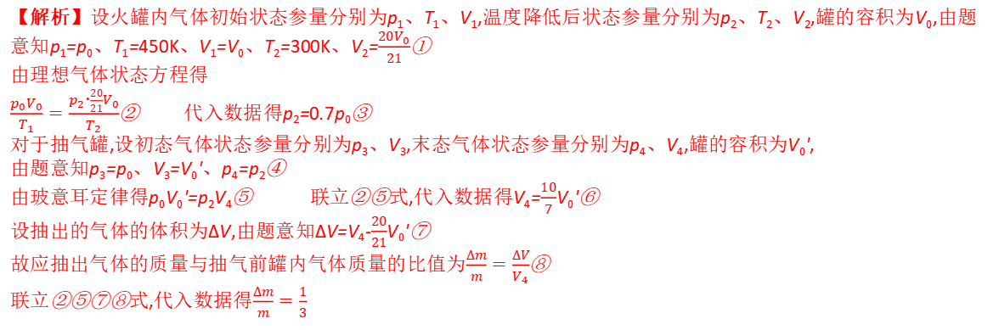 【解析】设火罐内气体初始状态参量分别为p₁、T₁、V₁,温度降低后状态参量分别为p₂、T₂、V₂,罐的容积为V₀,由题
意知p₁=p₀、T₁=450K、V₁=V₀、T₂=300K、V₂=20V₀/21①
由理想气体状态方程得
p₀V₀/T₁ = (p₂·20/21V₀)/T₂② 代入数据得p₂=0.7p₀③
对于抽气罐,设初态气体状态参量分别为p₃、V₃,末态气体状态参量分别为p₄、V₄,罐的容积为V₀′,
由题意知p₃=p₀、V₃=V₀′、p₄=p₂④
由玻意耳定律得p₀V₀′=p₂V₄⑤ 联立②⑤式,代入数据得V₄=10/7V₀′⑥
设抽出的气体的体积为ΔV,由题意知ΔV=V₄-20/21V₀′⑦
故应抽出气体的质量与抽气前罐内气体质量的比值为Δm/m = ΔV/V₄⑧
联立②⑤⑦⑧式,代入数据得Δm/m = 1/3